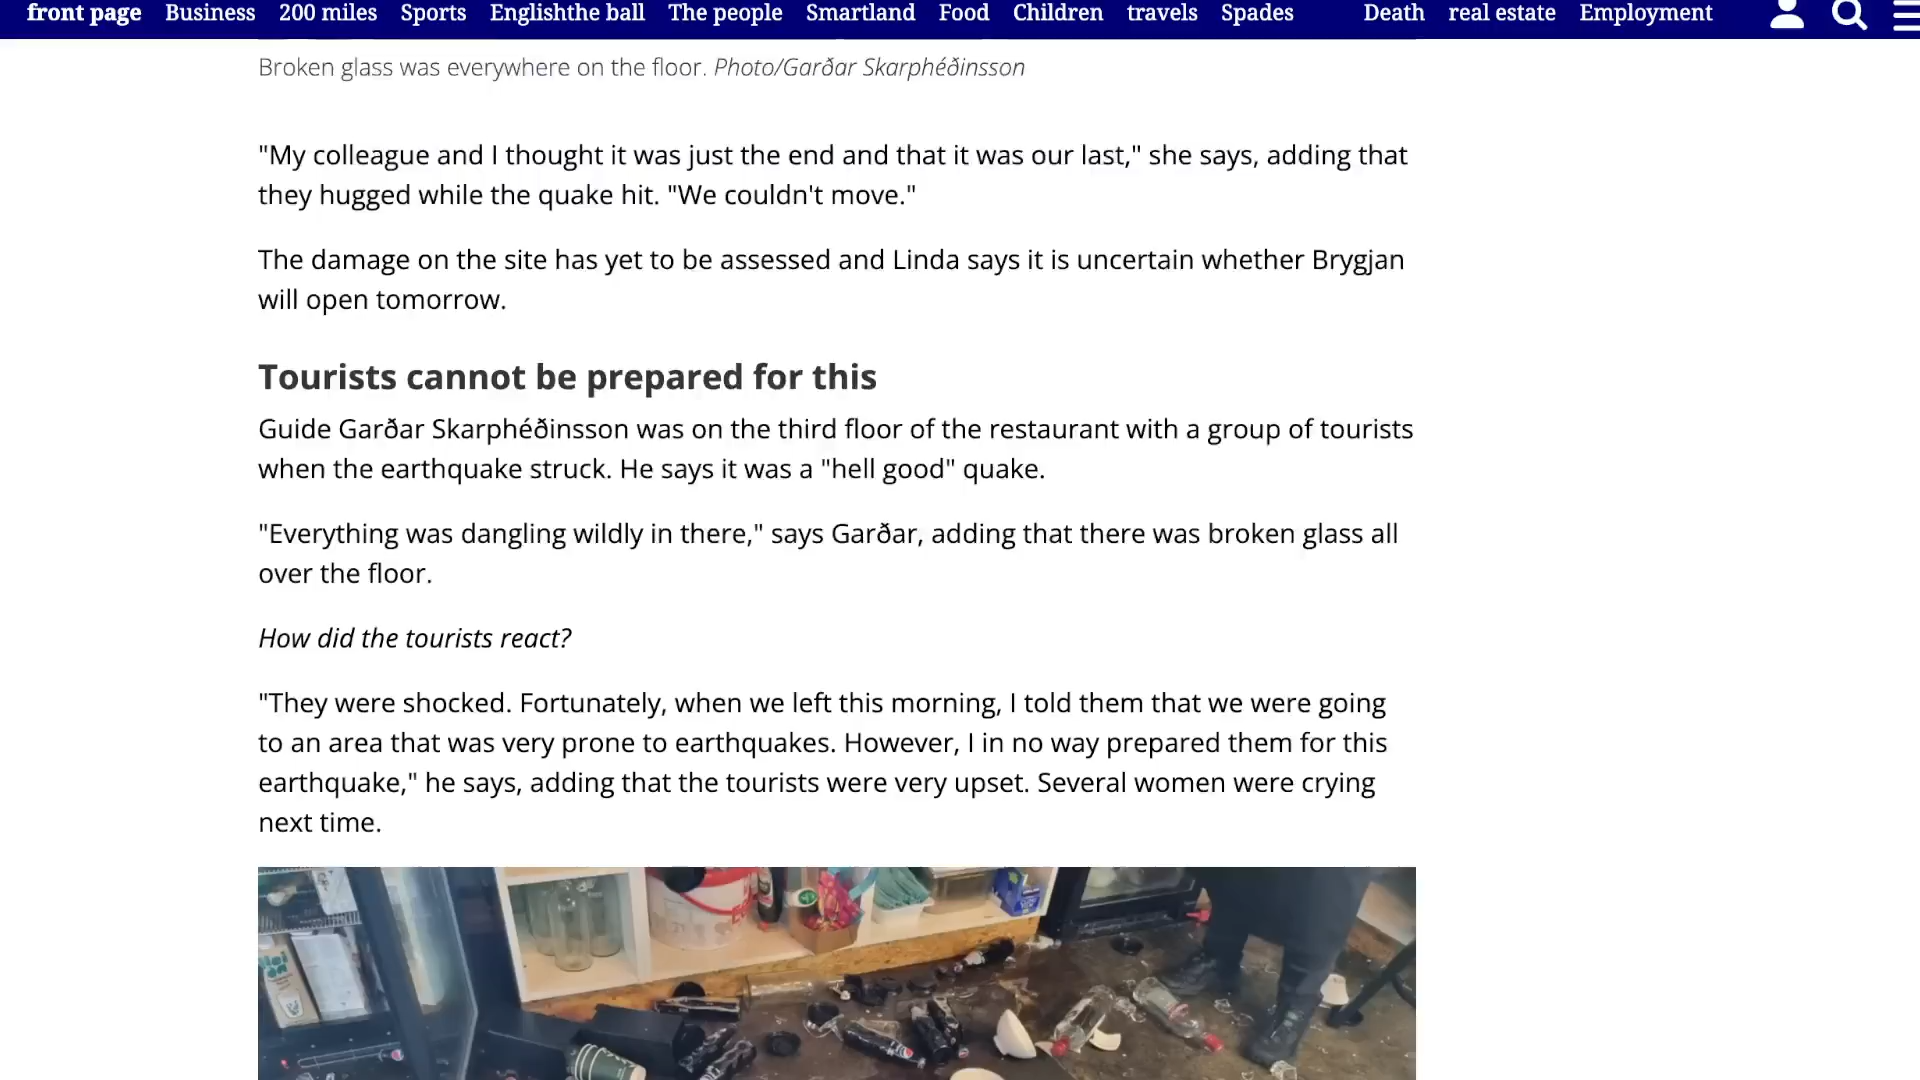 front page Business 200 miles Sports Englishthe ball The people Smartland Food Children travels Spades Death real estate Employment
Broken glass was everywhere on the floor. Photo/Garðar Skarphéðinsson
"My colleague and I thought it was just the end and that it was our last," she says, adding that
they hugged while the quake hit. "We couldn't move."
The damage on the site has yet to be assessed and Linda says it is uncertain whether Brygjan
will open tomorrow.
Tourists cannot be prepared for this
Guide Garðar Skarphéðinsson was on the third floor of the restaurant with a group of tourists
when the earthquake struck. He says it was a "hell good" quake.
"Everything was dangling wildly in there," says Garðar, adding that there was broken glass all
over the floor.
How did the tourists react?
"They were shocked. Fortunately, when we left this morning, I told them that we were going
to an area that was very prone to earthquakes. However, I in no way prepared them for this
earthquake," he says, adding that the tourists were very upset. Several women were crying
next time.